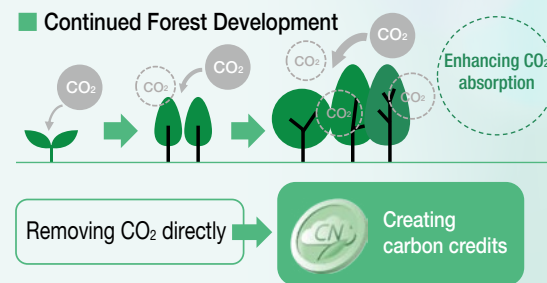 Continued Forest Development
CO₂
CO₂
CO₂
CO₂
CO₂
CO₂
CO₂
Enhancing CO₂
absorption
Removing CO₂ directly
CN
Creating
carbon credits